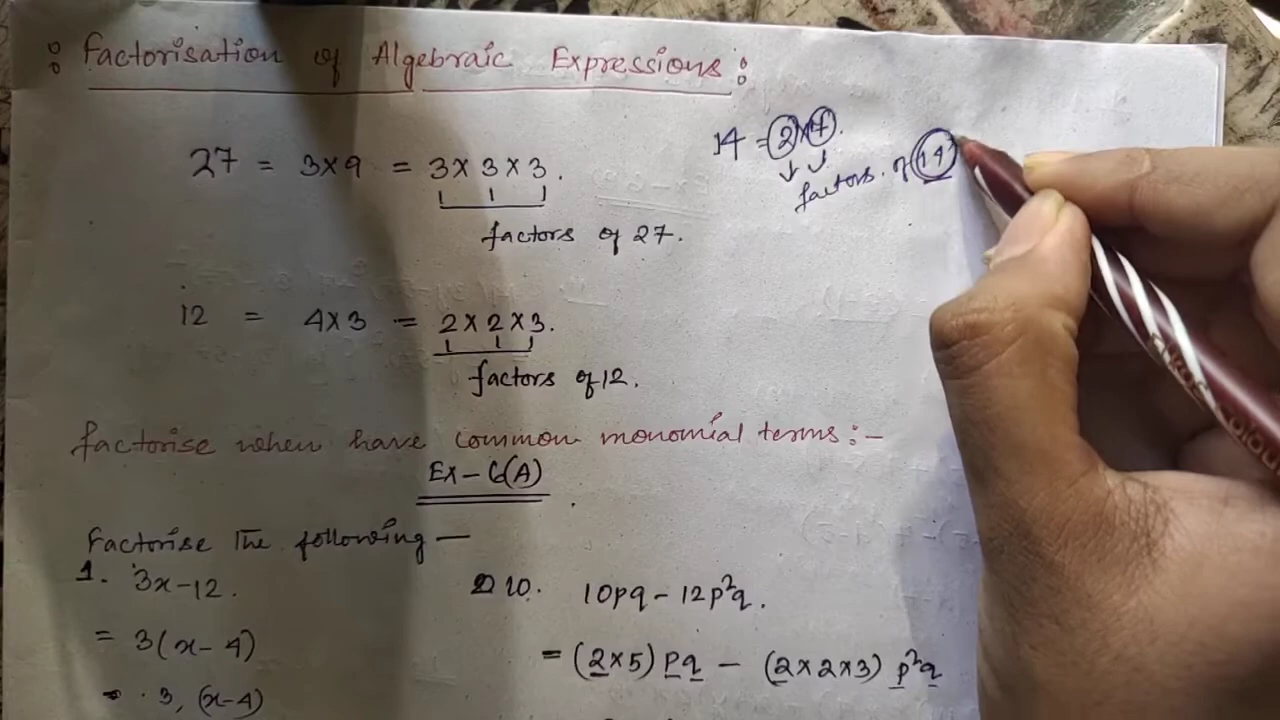 : Factorisation of Algebraic Expressions :
14 = 2 × 7.
factors. of 14
27 = 3×9 = 3×3×3.
factors of 27.
12 = 4×3 = 2×2×3.
factors of 12.
factorise when have common monomial terms :-
Ex - 6(A)
Factorise the following —
1. 3x-12.
= 3(x-4)
3, (x-4)
10. 10pq - 12p²q.
= (2×5) pq - (2×2×3) p²q